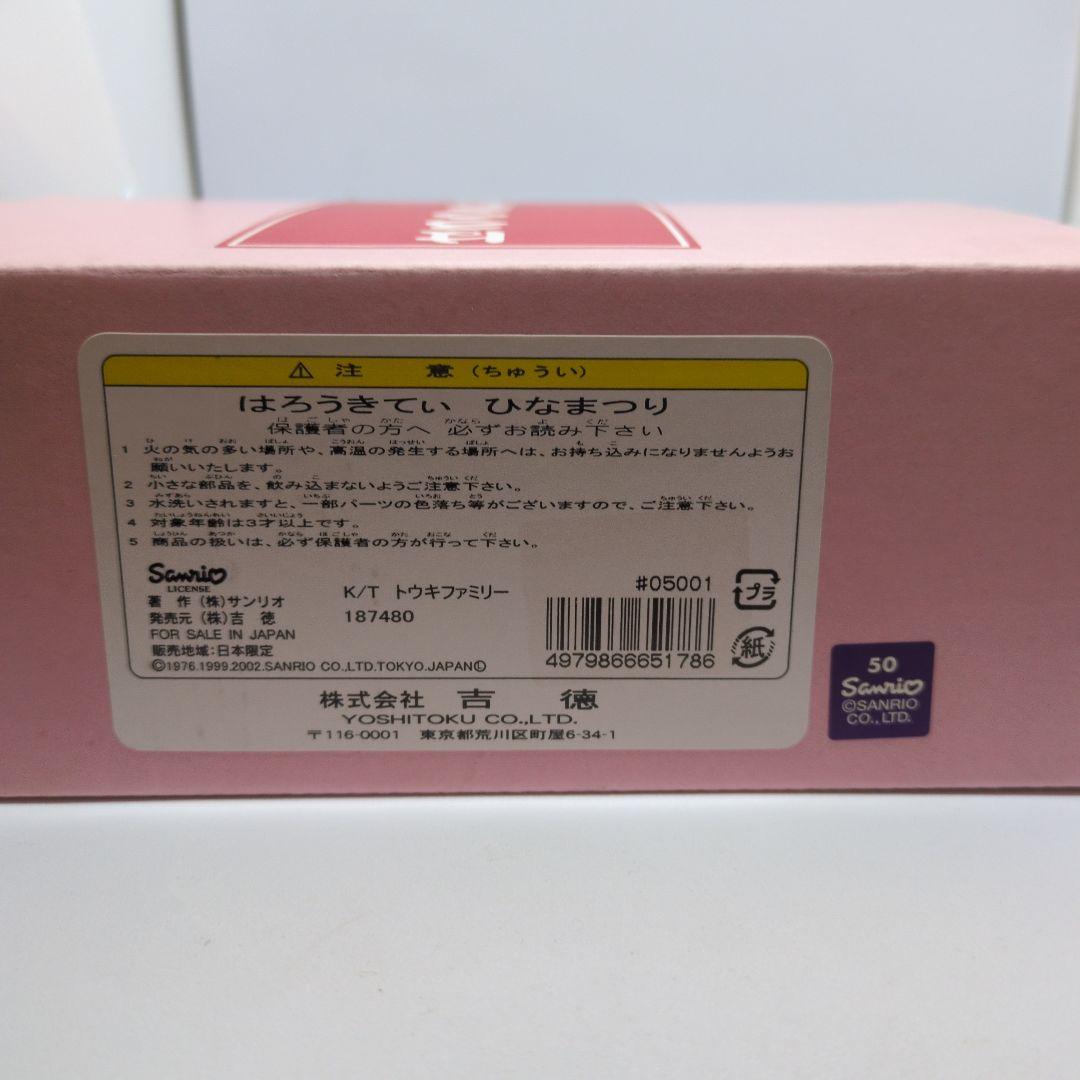 ⚠ 注 意(ちゅうい)
はろうきてぃ ひなまつり
保護者の方へ 必ずお読み下さい
1 火の気の多い場所や、高温の発生する場所へは、お持ち込みになりませんようお
願いいたします。
2 小さな部品を、飲み込まないようご注意下さい。
3 水洗いされますと、一部パーツの色落ち等がございますので、ご注意下さい。
4 対象年齢は3才以上です。
5 商品の扱いは、必ず保護者の方が行って下さい。
Sanrio
LICENSE
著 作 (株)サンリオ
発売元 (株)吉 徳
FOR SALE IN JAPAN
販売地域:日本限定
©1976.1999.2002.SANRIO CO.,LTD.TOKYO.JAPANⓁ
K/T トウキファミリー
187480
#05001
4979866651786
プラ
紙
株式会社 吉 德
YOSHITOKU CO.,LTD.
〒116-0001 東京都荒川区町屋6-34-1
50
Sanrio
©SANRIO
CO.,LTD.